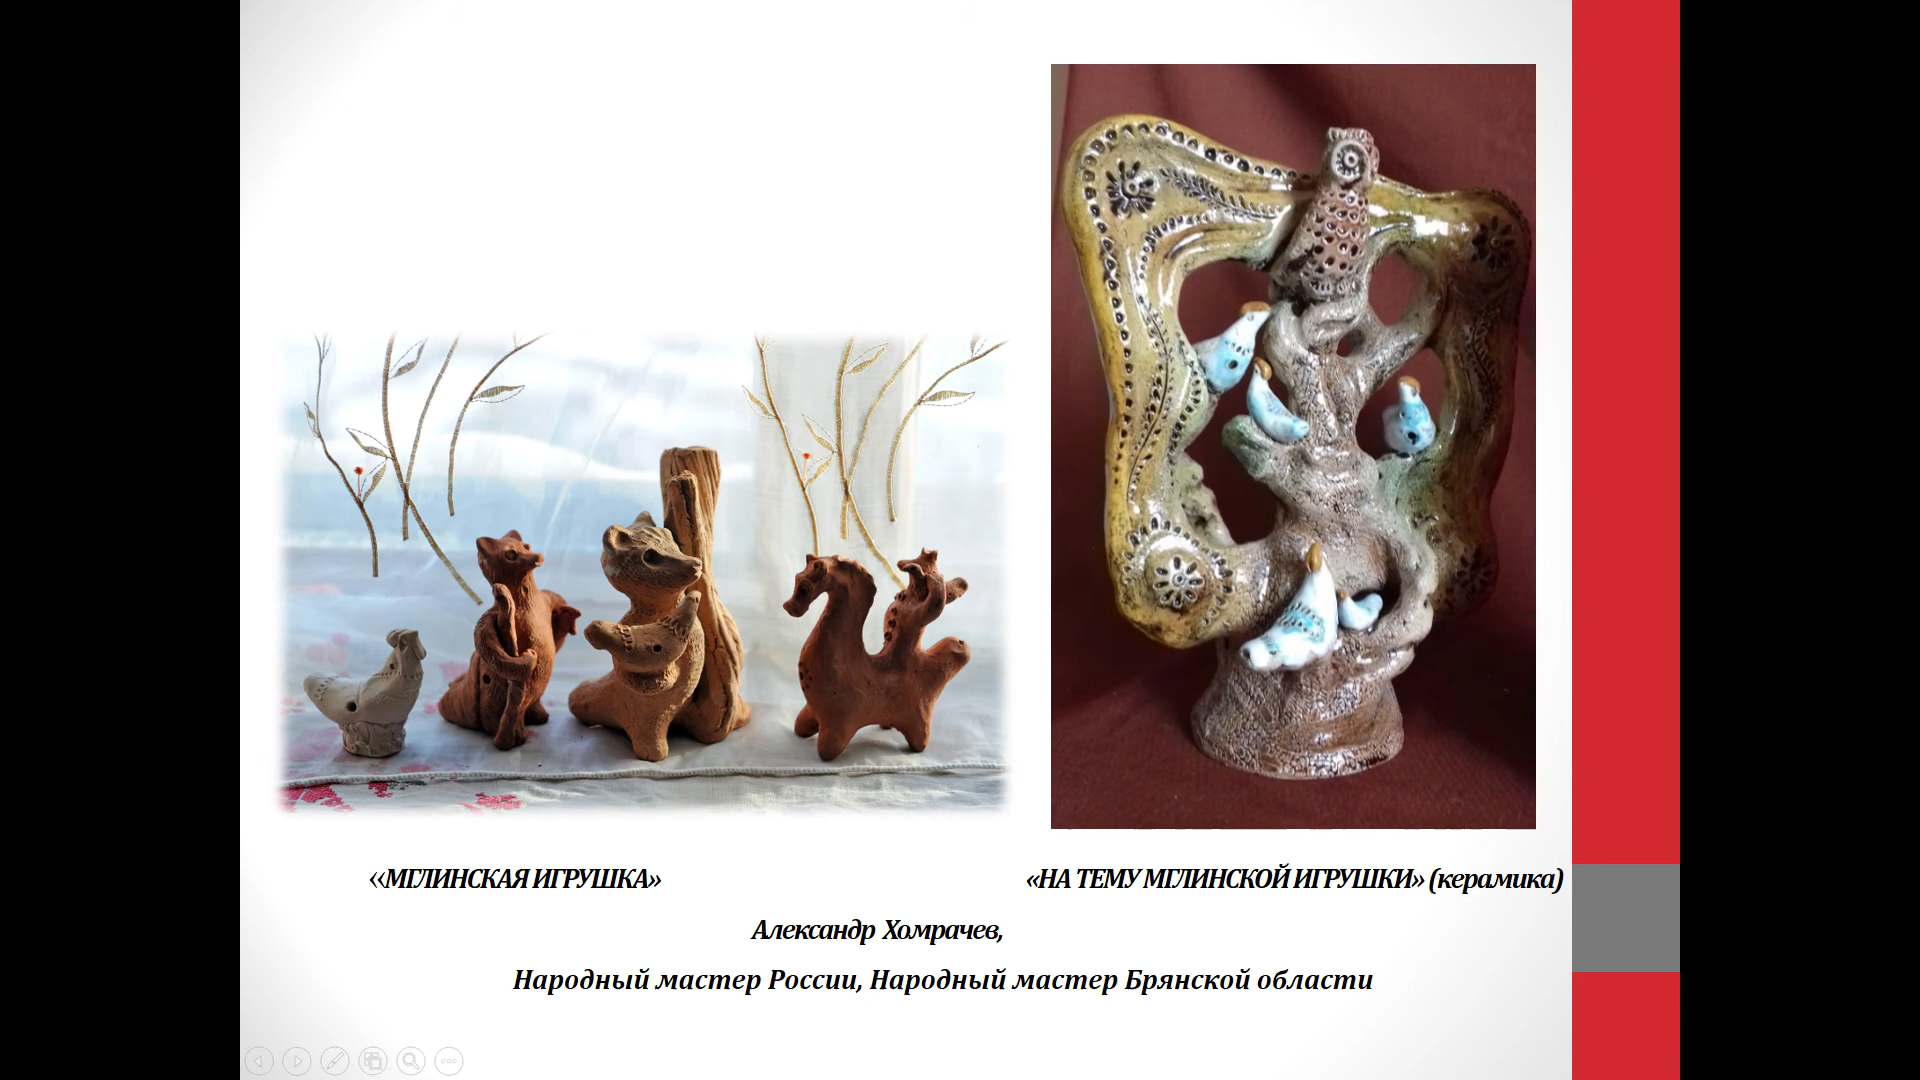 «МГЛИНСКАЯ ИГРУШКА»
«НА ТЕМУ МГЛИНСКОЙ ИГРУШКИ» (керамика)
Александр Хомрачев,
Народный мастер России, Народный мастер Брянской области